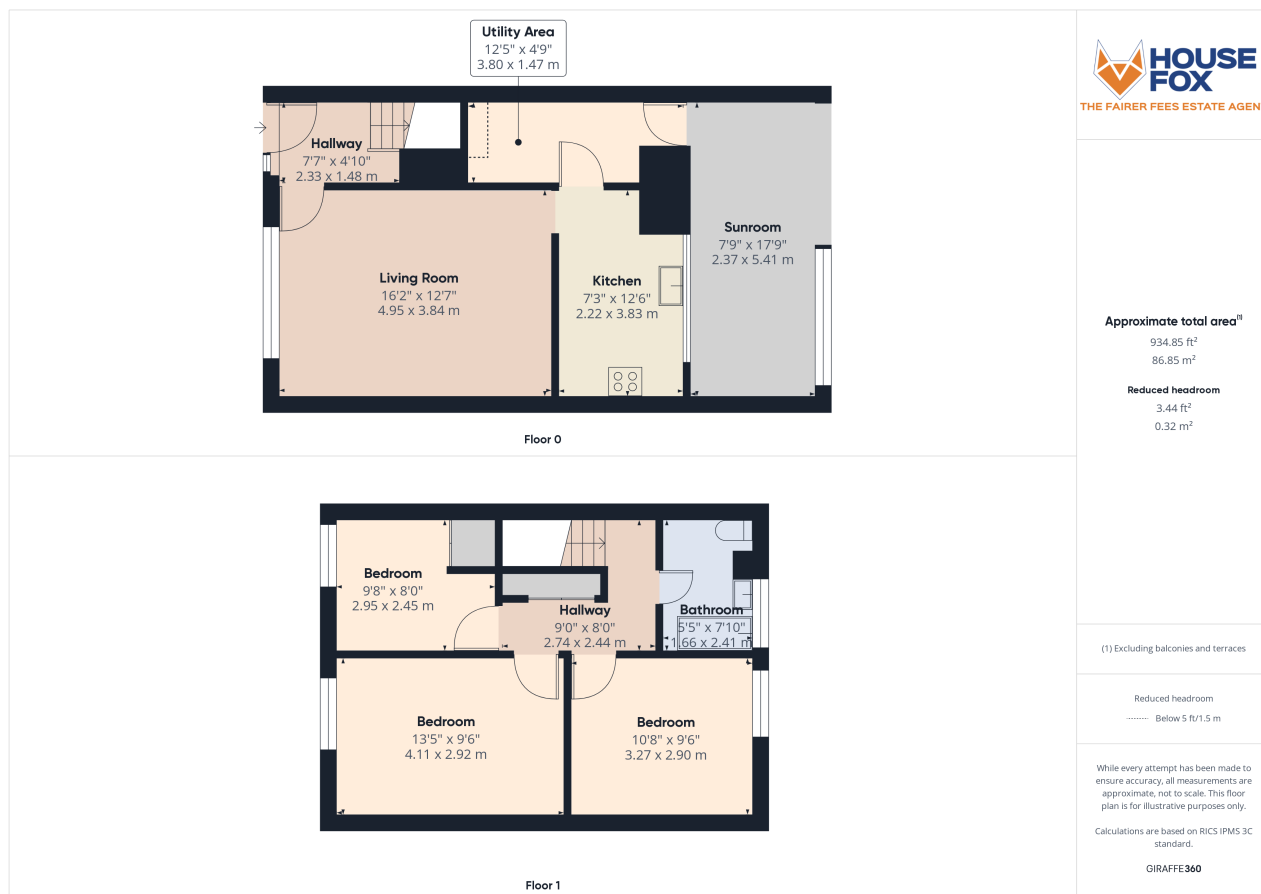 Utility Area
12'5" x 4'9"
3.80 x 1.47 m
Hallway
7'7" x 4'10"
2.33 x 1.48 m
Living Room
16'2" x 12'7"
4.95 x 3.84 m
Kitchen
7'3" x 12'6"
2.22 x 3.83 m
Sunroom
7'9" x 17'9"
2.37 x 5.41 m
Floor 0
Bedroom
9'8" x 8'0"
2.95 x 2.45 m
Hallway
9'0" x 8'0"
2.74 x 2.44 m
Bathroom
5'5" x 7'10"
1.66 x 2.41 m
Bedroom
13'5" x 9'6"
4.11 x 2.92 m
Bedroom
10'8" x 9'6"
3.27 x 2.90 m
Floor 1
HOUSE
FOX
THE FAIRER FEES ESTATE AGEN
Approximate total area(1)
934.85 ft²
86.85 m²
Reduced headroom
3.44 ft²
0.32 m²
(1) Excluding balconies and terraces
Reduced headroom
Below 5 ft/1.5 m
While every attempt has been made to
ensure accuracy, all measurements are
approximate, not to scale. This floor
plan is for illustrative purposes only.
Calculations are based on RICS IPMS 3C
standard.
GIRAFFE360